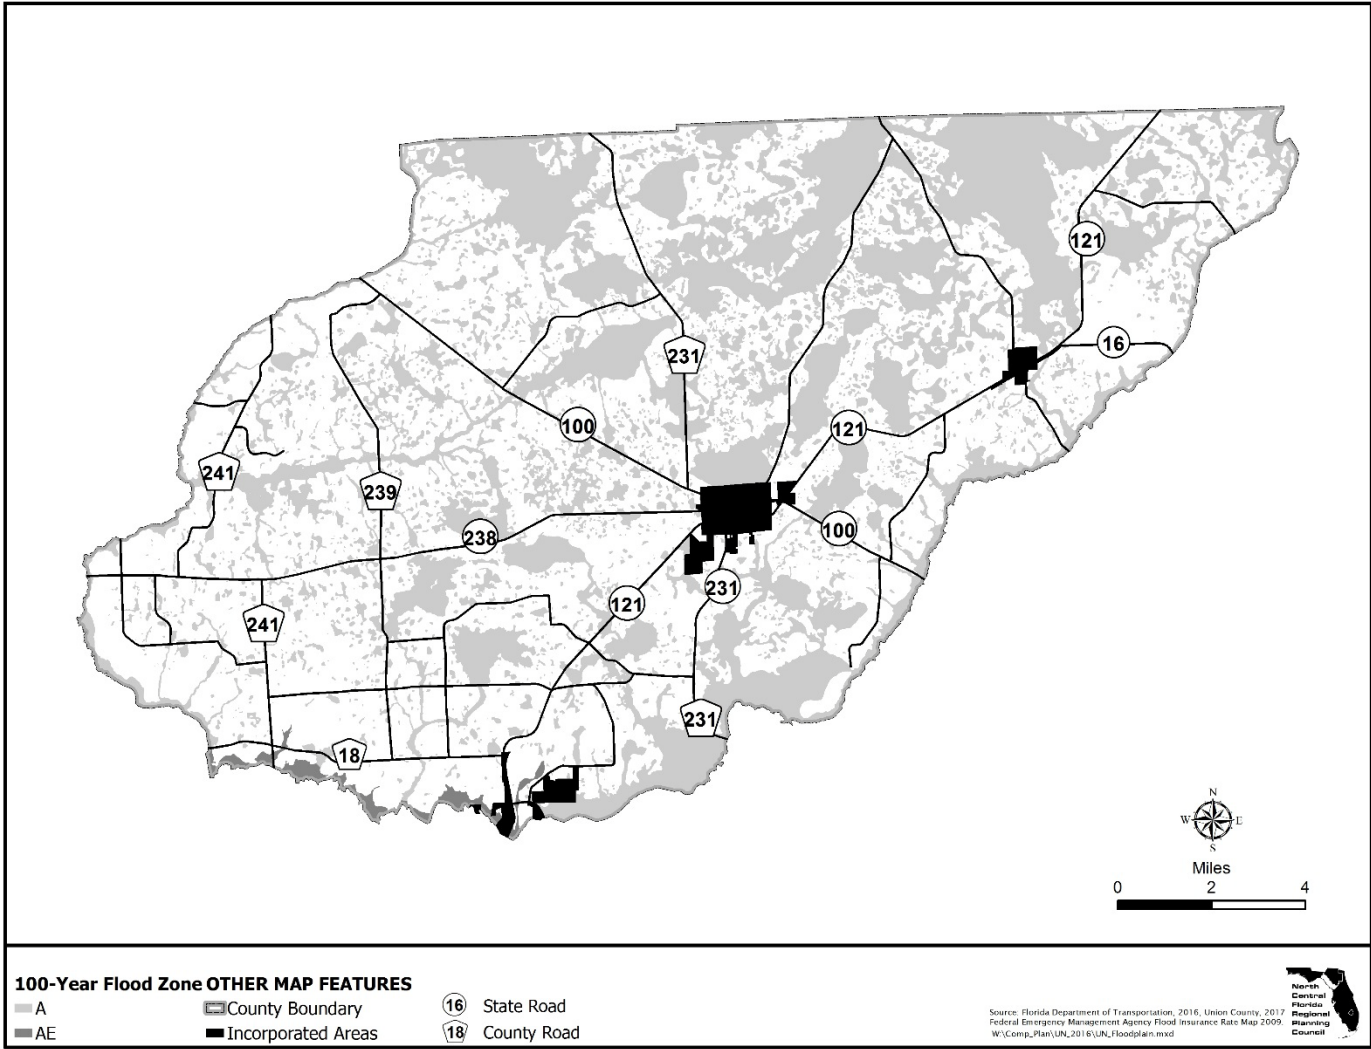 121
16
231
100
121
241
239
238
100
121
231
241
231
18
N
W E
S
Miles
0 2 4
100-Year Flood Zone OTHER MAP FEATURES
A County Boundary 16 State Road
AE Incorporated Areas 18 County Road
Source: Florida Department of Transportation, 2016, Union County, 2017
Federal Emergency Management Agency Flood Insurance Rate Map 2009.
W:\Comp_Plan\UN_2016\UN_Floodplain.mxd
North
Central
Florida
Regional
Planning
Council